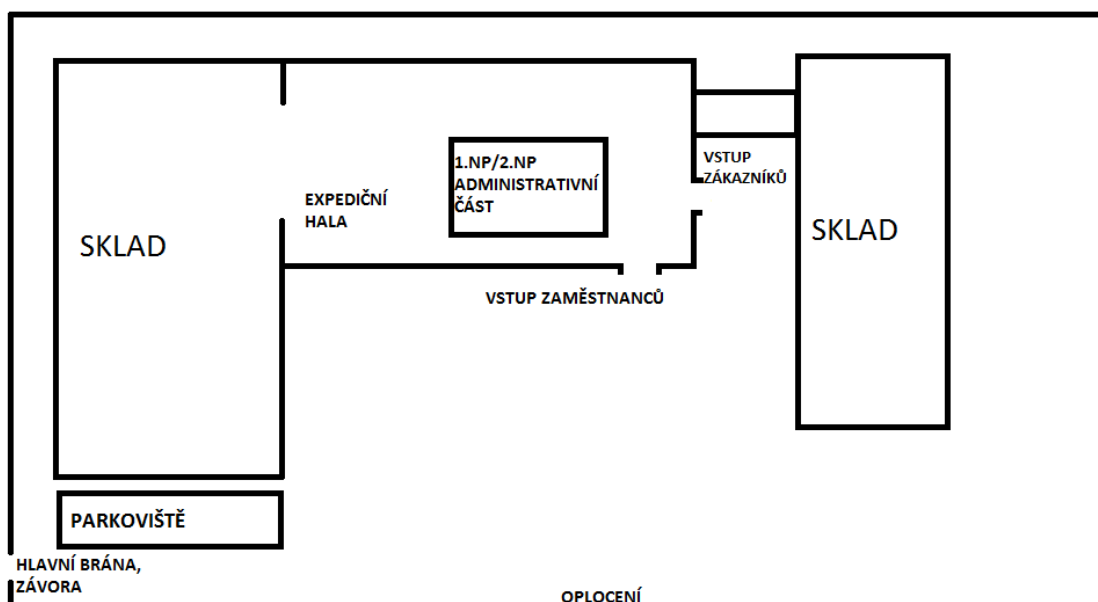 1.NP/2.NP
ADMINISTRATIVNÍ
ČÁST
VSTUP
ZÁKAZNÍKŮ
EXPEDIČNÍ
HALA
SKLAD
SKLAD
VSTUP ZAMĚSTNANCŮ
PARKOVIŠTĚ
HLAVNÍ BRÁNA,
ZÁVORA
OPLOCENÍ